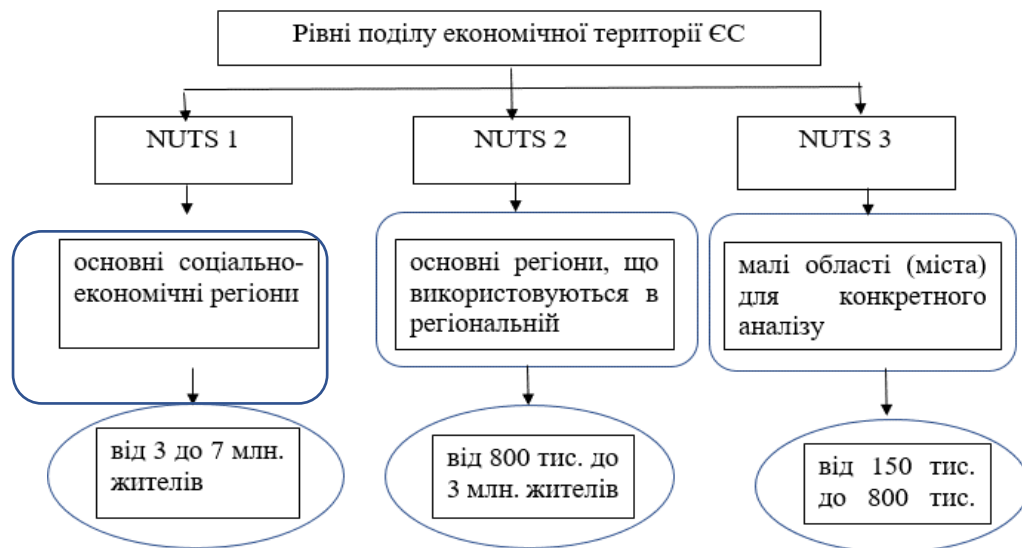 Рівні поділу економічної території ЄС
NUTS 1
NUTS 2
NUTS 3
основні соціально-
економічні регіони
основні регіони, що
використовуються в
регіональній
малі області (міста)
для конкретного
аналізу
від 3 до 7 млн.
жителів
від 800 тис. до
3 млн. жителів
від 150 тис.
до 800 тис.